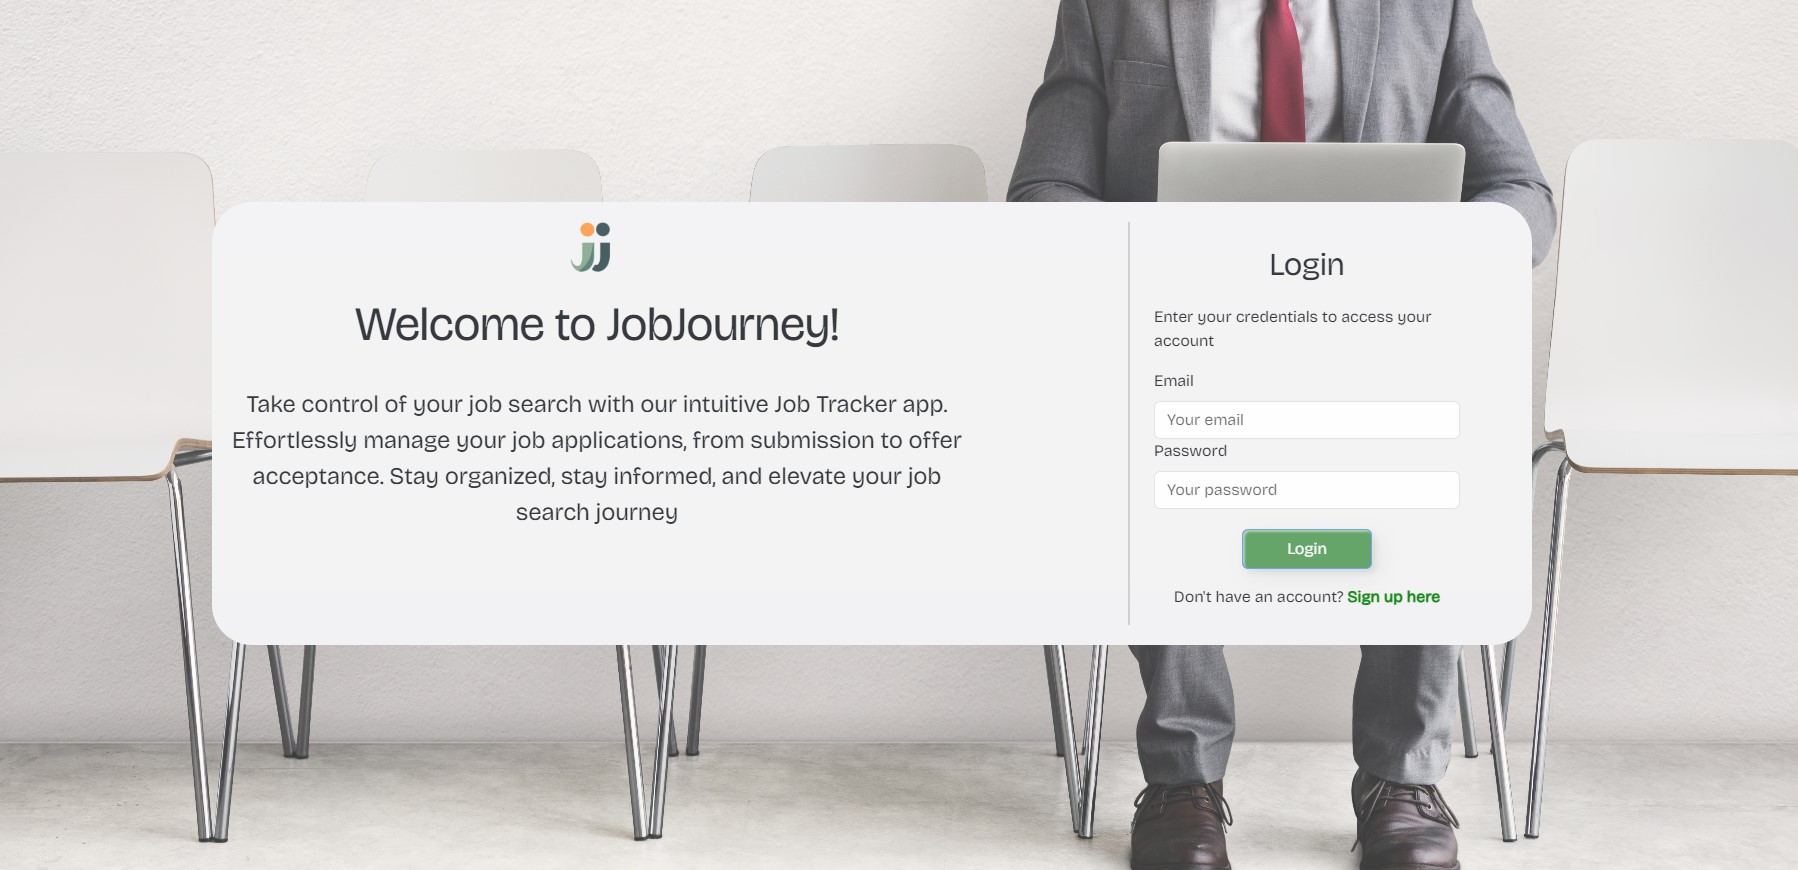 jj
Welcome to JobJourney!
Take control of your job search with our intuitive Job Tracker app.
Effortlessly manage your job applications, from submission to offer
acceptance. Stay organized, stay informed, and elevate your job
search journey
Login
Enter your credentials to access your
account
Email
Your email
Password
Your password
Login
Don't have an account? Sign up here